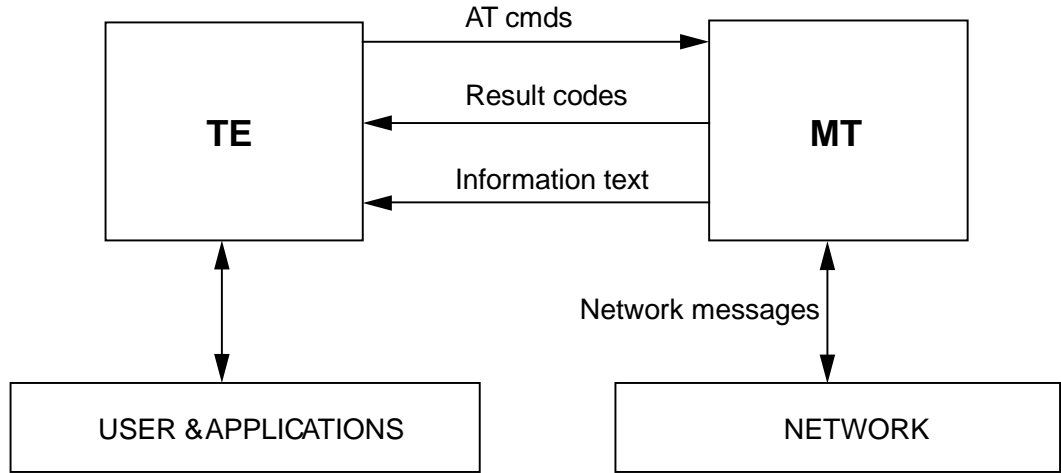 AT cmds
Result codes
TE
MT
Information text
Network messages
USER & APPLICATIONS
NETWORK